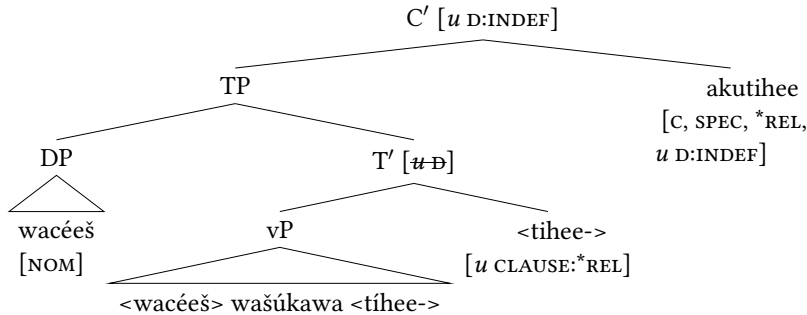 C′ [u D:INDEF]
TP
akutihee
[C, SPEC, *REL,
u D:INDEF]
DP
T′ [u D]
wacéeš
[NOM]
vP
<tihee->
[u CLAUSE:*REL]
<wacéeš> wašúkawa <tíhee->